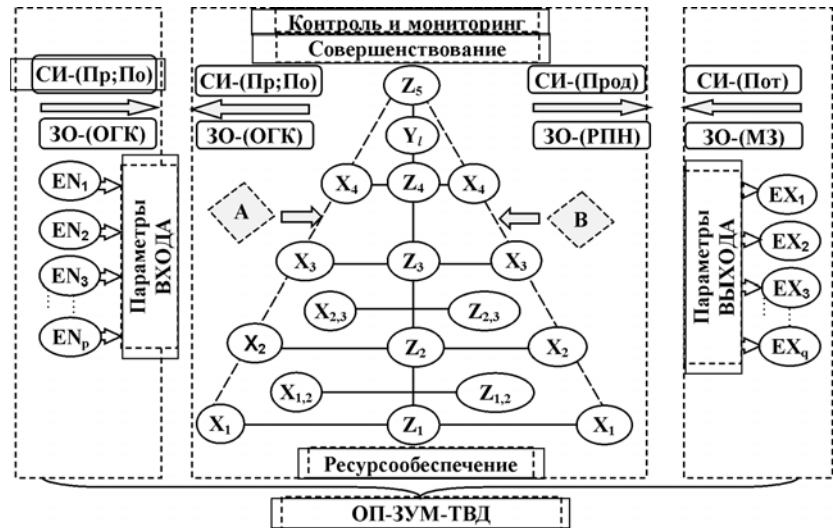 Контроль и мониторинг
Совершенствование
СИ-(Пр;По)
СИ-(Пр;По)
СИ-(Прод)
СИ-(Пот)
ЗО-(ОГК)
ЗО-(ОГК)
ЗО-(РПН)
ЗО-(МЗ)
Z5
Yl
X4 Z4 X4
A
B
X3 Z3 X3
X2,3 Z2,3
X2 Z2 X2
X1,2 Z1,2
X1 Z1 X1
EN1
EN2
EN3
ENp
Параметры
ВХОДА
Параметры
ВЫХОДА
EX1
EX2
EX3
EXq
Ресурсообеспечение
ОП-ЗУМ-ТВД